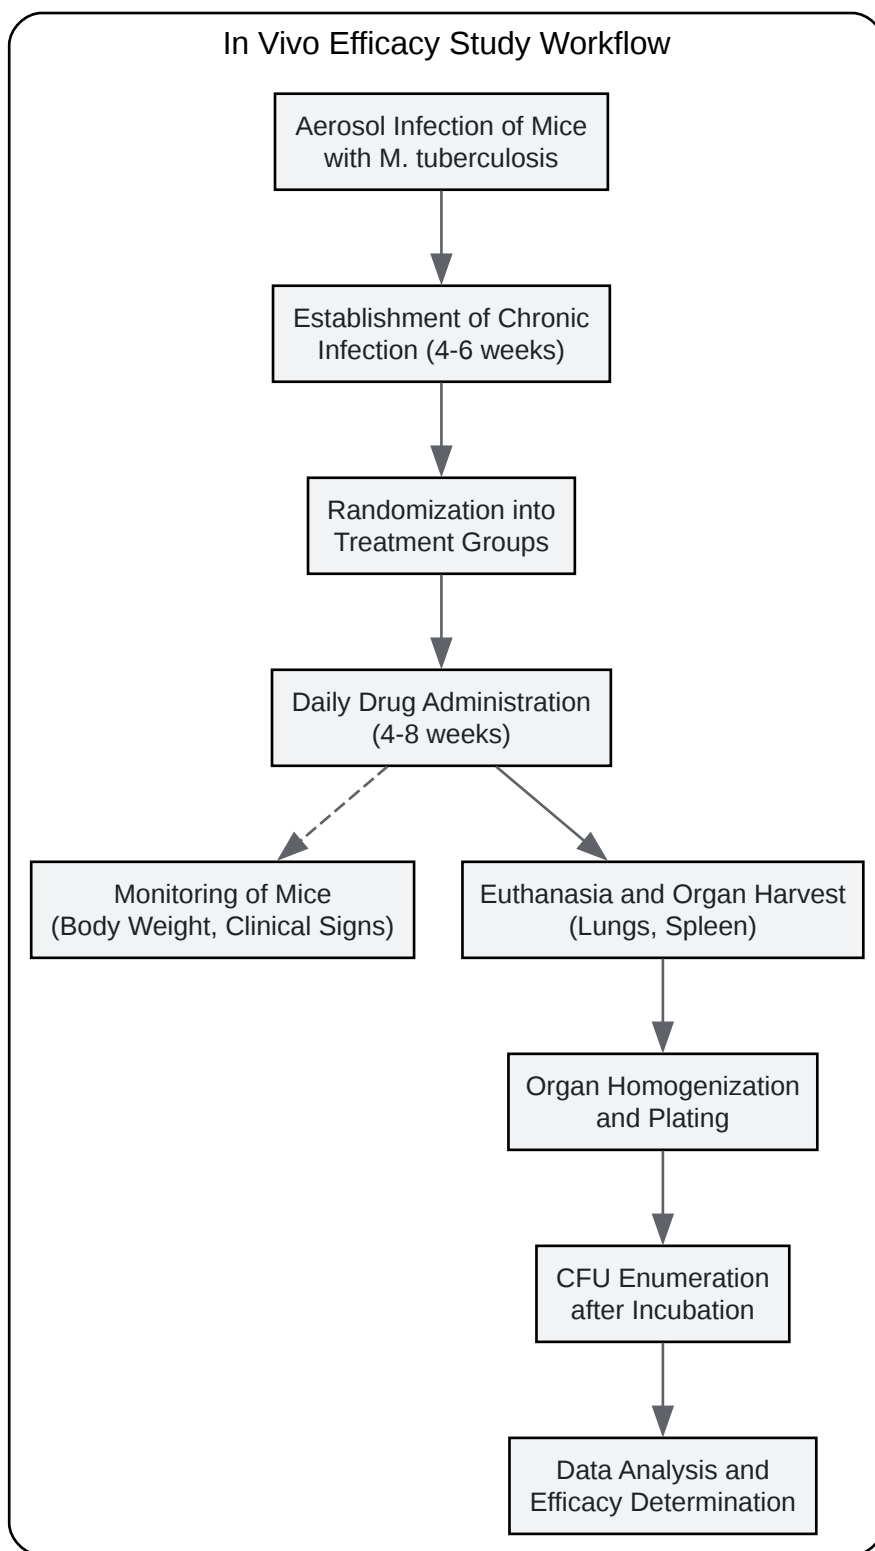 In Vivo Efficacy Study Workflow
Aerosol Infection of Mice
with M. tuberculosis
Establishment of Chronic
Infection (4-6 weeks)
Randomization into
Treatment Groups
Daily Drug Administration
(4-8 weeks)
Monitoring of Mice
(Body Weight, Clinical Signs)
Euthanasia and Organ Harvest
(Lungs, Spleen)
Organ Homogenization
and Plating
CFU Enumeration
after Incubation
Data Analysis and
Efficacy Determination